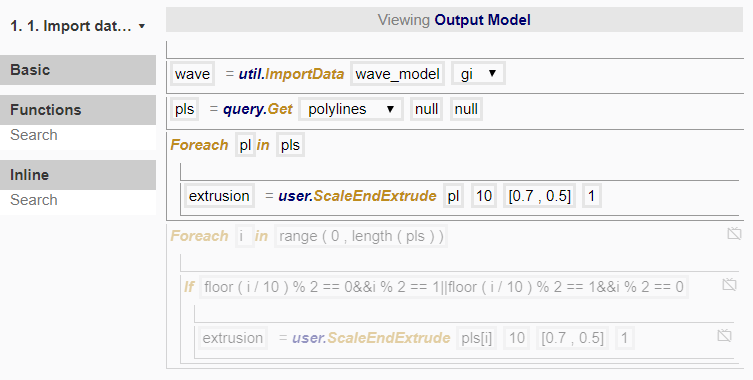 1. 1. Import dat...
Viewing Output Model
Basic
Functions
Search
Inline
Search
wave = util.ImportData wave_model gi
pls = query.Get polylines null null
Foreach pl in pls
extrusion = user.ScaleEndExtrude pl 10 [0.7 , 0.5] 1
Foreach i in range ( 0 , length ( pls ) )
If floor ( i / 10 ) % 2 == 0&&i % 2 == 1||floor ( i / 10 ) % 2 == 1&&i % 2 == 0
extrusion = user.ScaleEndExtrude pls[i] 10 [0.7 , 0.5] 1